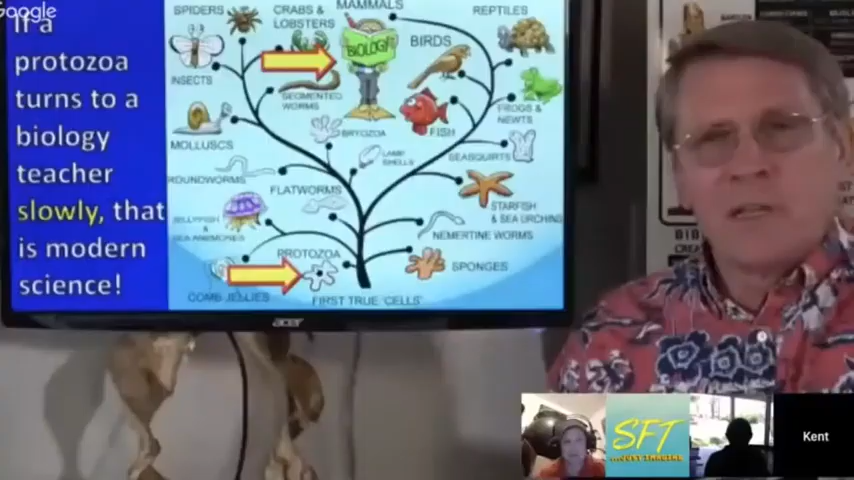 Google
If a
protozoa
turns to a
biology
teacher
slowly, that
is modern
science!
SPIDERS
CRABS &
LOBSTERS
MAMMALS
REPTILES
BIOLOGY
BIRDS
INSECTS
SEGMENTED
WORMS
FROGS &
NEWTS
FISH
BRYOZOA
MOLLUSCS
LAMP
SHELLS
SEASQUIRTS
ROUNDWORMS
FLATWORMS
STARFISH
& SEA URCHINS
JELLYFISH
&
SEA ANEMONES
NEMERTINE WORMS
PROTOZOA
SPONGES
COMB JELLIES
FIRST TRUE 'CELLS'
acer
SFT
...JUST IMAGINE
Kent